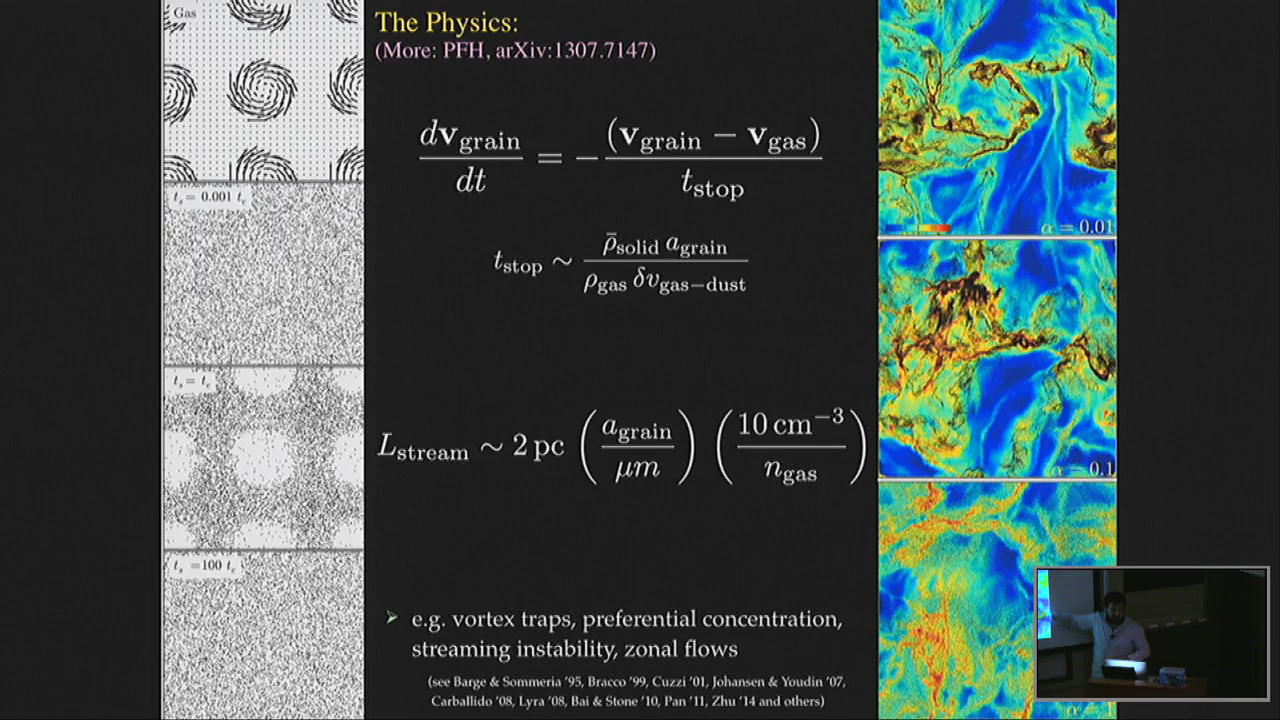 Gas
The Physics:
(More: PFH, arXiv:1307.7147)
d𝐯_grain/dt = − (𝐯_grain − 𝐯_gas)/t_stop
t_s = 0.001 t_e
t_stop ∼ ρ̄_solid a_grain / ρ_gas δv_gas−dust
α = 0.01
t_s = t_e
L_stream ∼ 2 pc (a_grain/μm) (10 cm⁻³/n_gas)
α = 0.1
t_s =100 t_e
➢ e.g. vortex traps, preferential concentration,
streaming instability, zonal flows
(see Barge & Sommeria '95, Bracco '99, Cuzzi '01, Johansen & Youdin '07,
Carballido '08, Lyra '08, Bai & Stone '10, Pan '11, Zhu '14 and others)